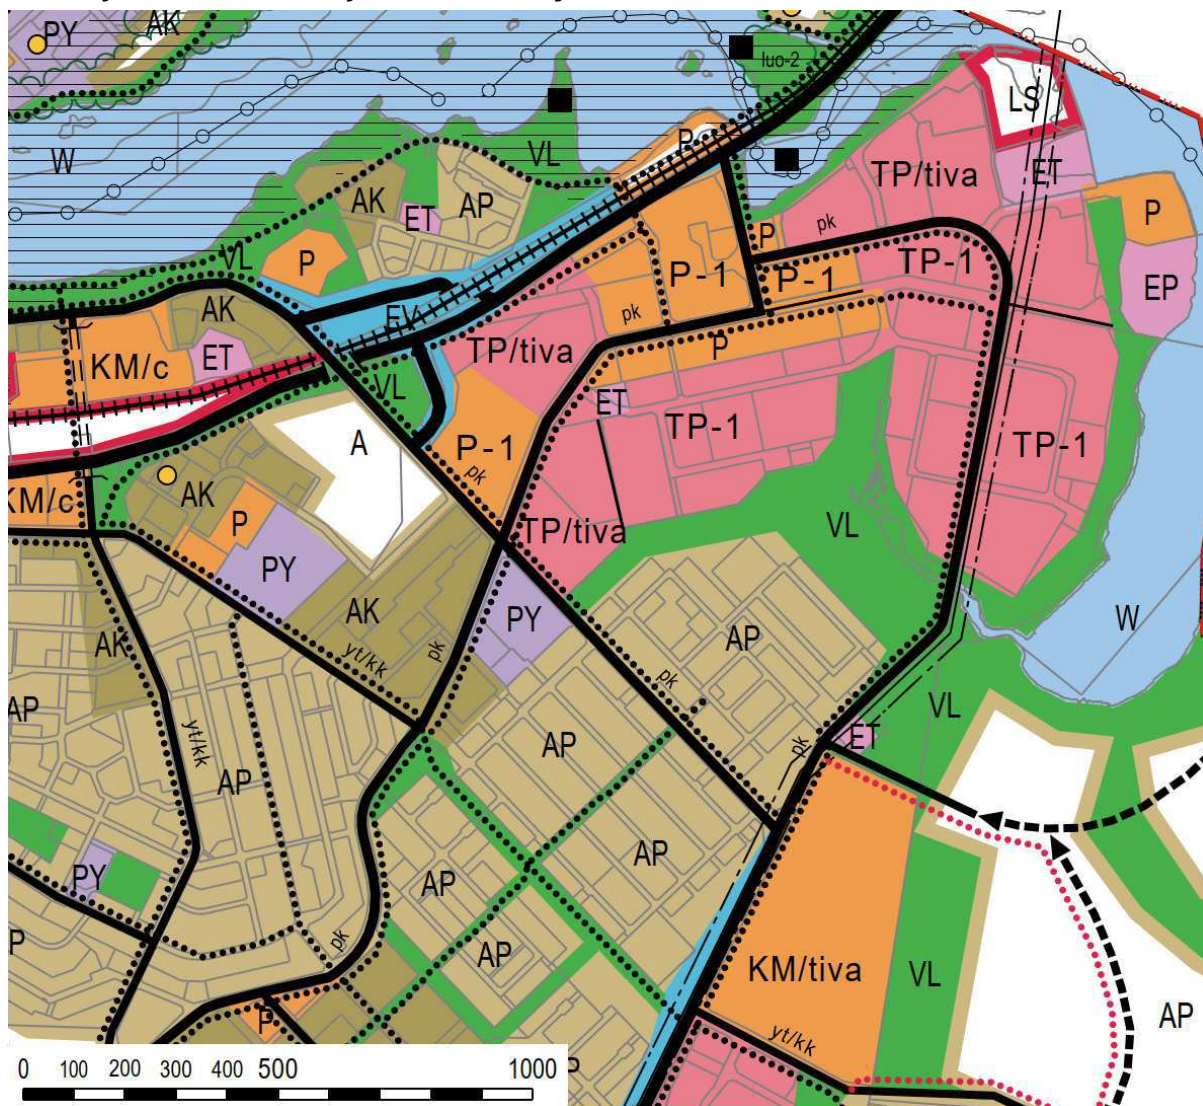 PY
AK
luo-2
LS
W
VL
P
AK
ET
AP
TP/tiva
ET
P
VL
P
pk
P
P-1
P-1
TP-1
EP
AK
EV
pk
KM/c
ET
TP/tiva
P
VL
ET
TP-1
TP-1
A
P-1
pk
AK
KM/c
P
TP/tiva
VL
PY
AK
PY
W
AK
yt/kk
pk
AP
pk
AP
VL
yt/kk
AP
AP
pk
ET
AP
AP
PY
AP
pk
AP
KM/tiva
VL
P
yt/kk
AP
0 100 200 300 400 500 1000